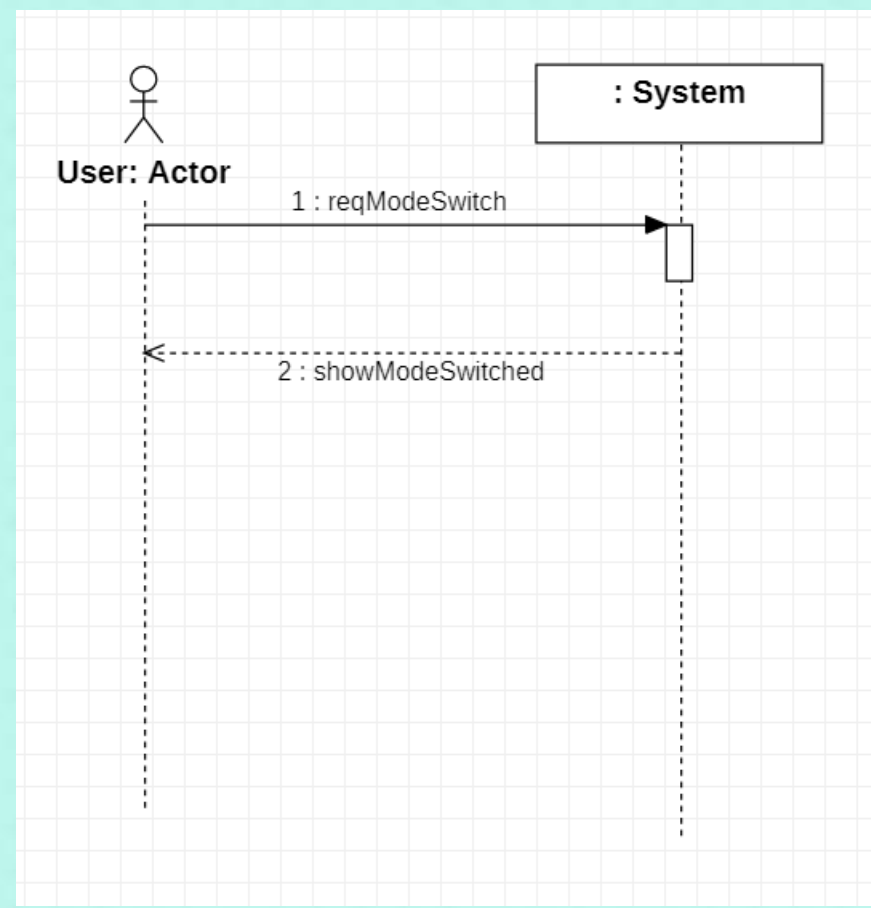 : System
User: Actor
1 : reqModeSwitch
2 : showModeSwitched